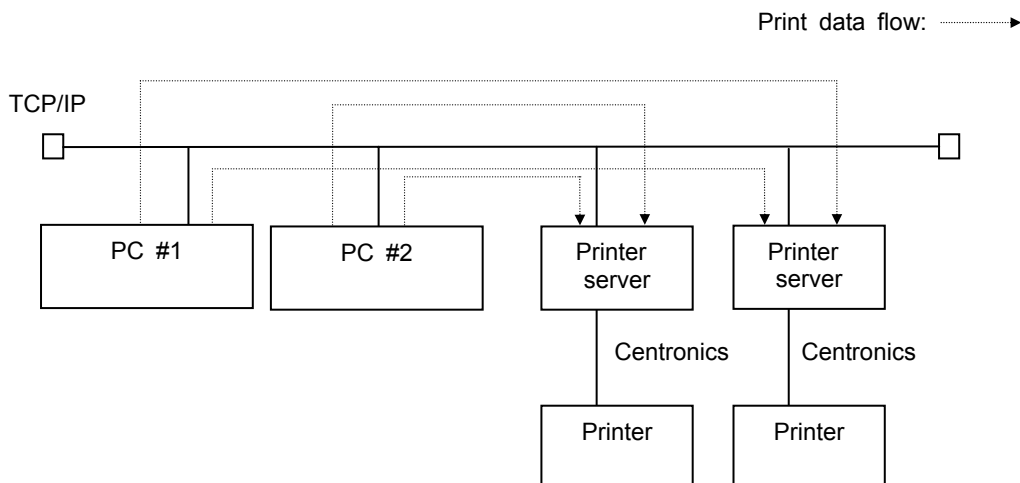 Print data flow:
TCP/IP
PC #1
PC #2
Printer
server
Printer
server
Centronics
Centronics
Printer
Printer